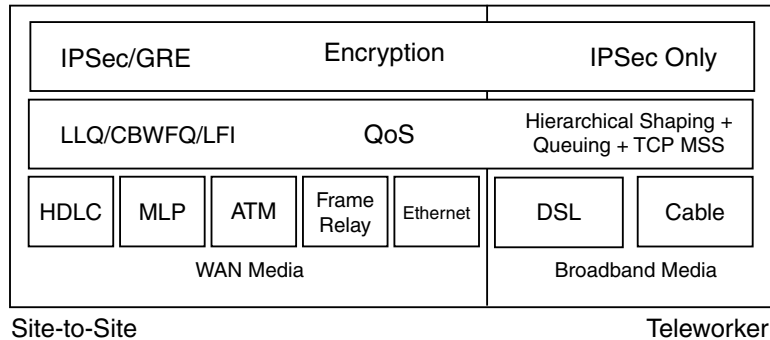 IPSec/GRE Encryption IPSec Only
LLQ/CBWFQ/LFI QoS Hierarchical Shaping +
Queuing + TCP MSS
HDLC MLP ATM Frame
Relay Ethernet DSL Cable
WAN Media Broadband Media
Site-to-Site Teleworker